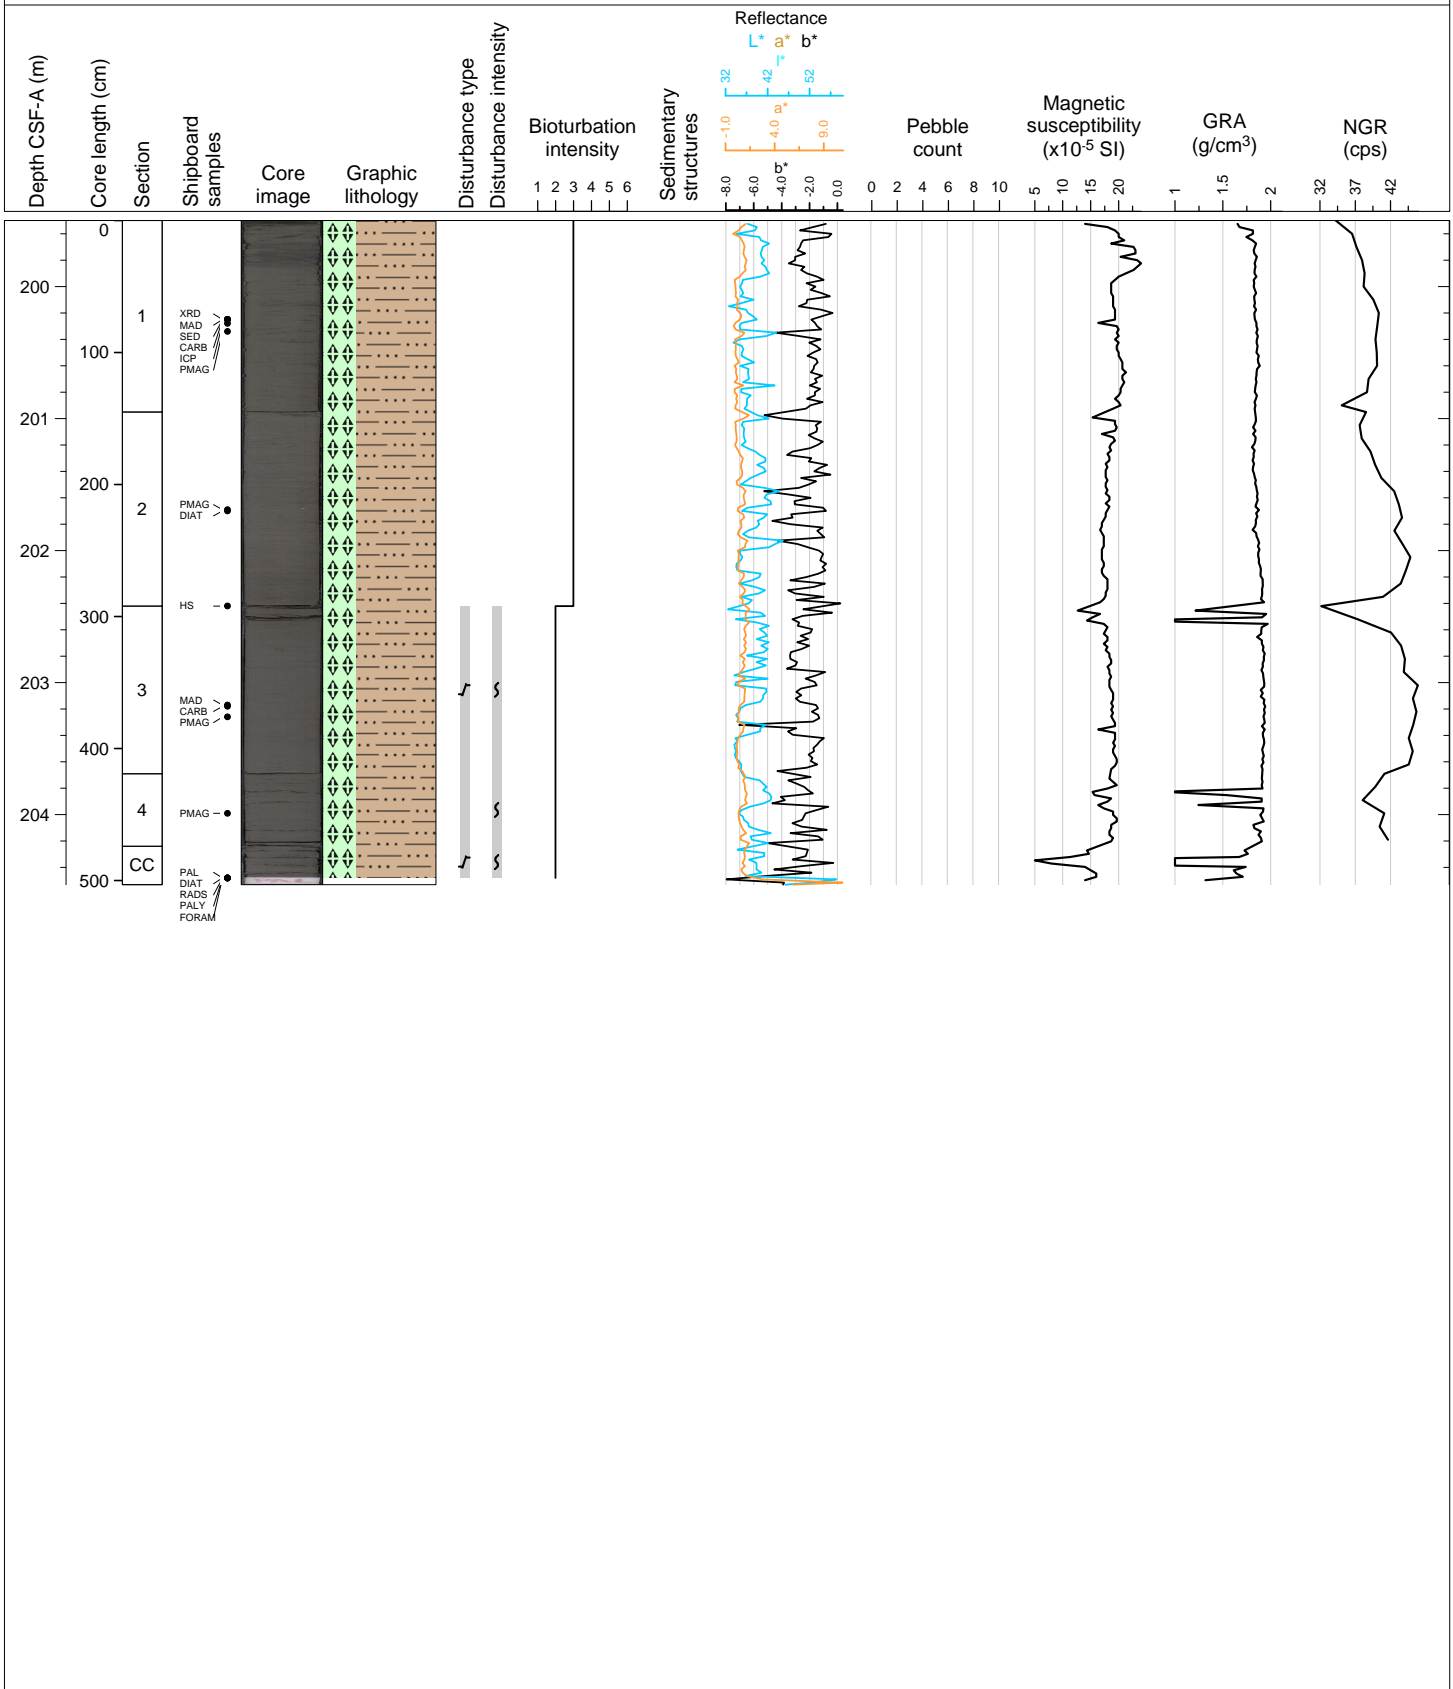 Depth CSF-A (m)
Core length (cm)
Section
Shipboard
samples
Core
image
Graphic
lithology
Disturbance type
Disturbance intensity
Bioturbation
intensity
1 2 3 4 5 6
Sedimentary
structures
Reflectance
L* a* b*
l*
32 42 52
a*
-1.0 4.0 9.0
b*
-8.0 -6.0 -4.0 -2.0 0.0
Pebble
count
0 2 4 6 8 10
Magnetic
susceptibility
(x10-5 SI)
5 10 15 20
GRA
(g/cm3)
1 1.5 2
NGR
(cps)
32 37 42
0
200
1
XRD
MAD
SED
CARB
ICP
PMAG
100
201
200
2
PMAG
DIAT
202
HS
300
203
3
MAD
CARB
PMAG
400
204
4
PMAG
CC
500
PAL
DIAT
RADS
PALY
FORAM